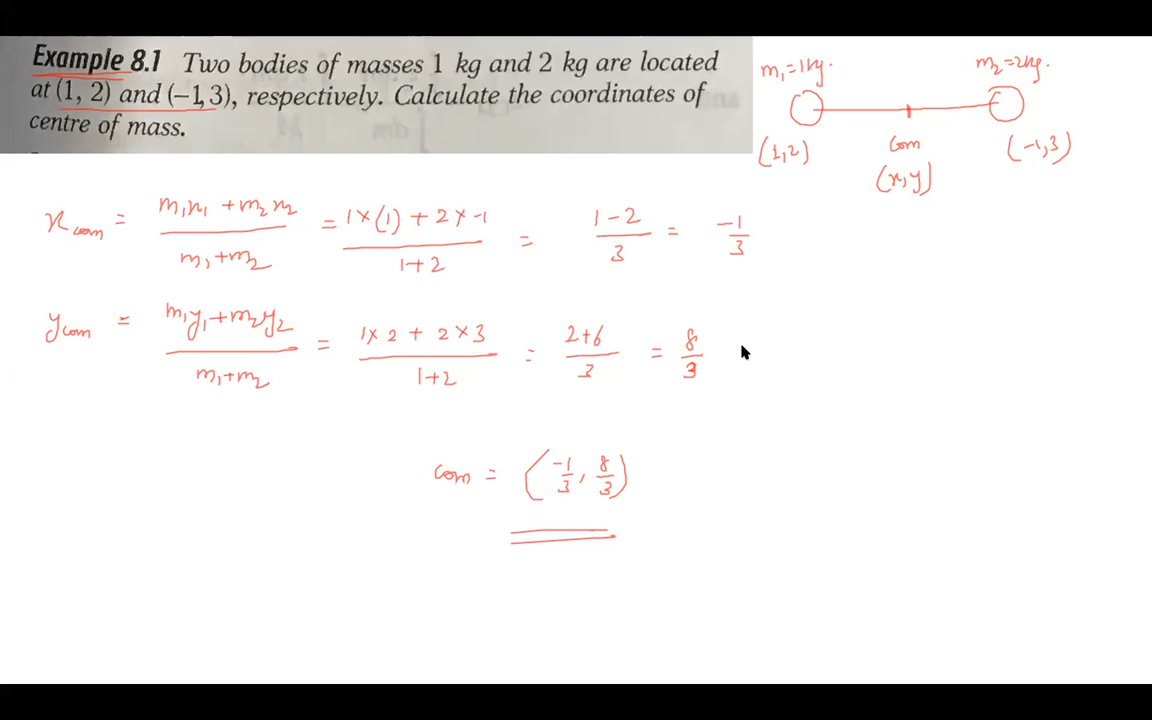 Example 8.1 Two bodies of masses 1 kg and 2 kg are located
at (1, 2) and (−1,3), respectively. Calculate the coordinates of
centre of mass.
m₁=1kg. m₂=2kg.
(1,2) com (-1,3)
(x,y)
x com = m₁x₁ + m₂x₂ / m₁+m₂ = 1×(1) + 2×-1 / 1+2 = 1-2 / 3 = -1/3
y com = m₁y₁+m₂y₂ / m₁+m₂ = 1×2 + 2×3 / 1+2 = 2+6 / 3 = 8/3
com = (-1/3, 8/3)